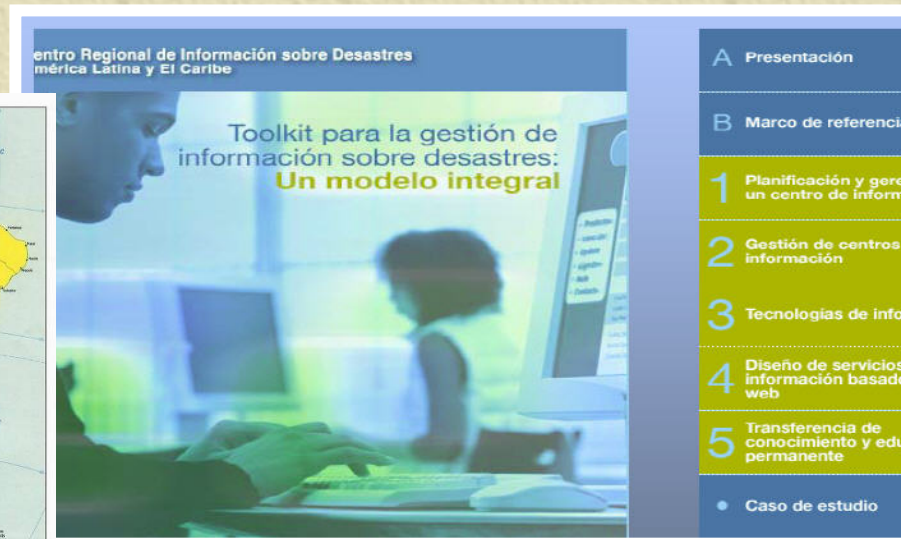 entro Regional de Información sobre Desastres
mérica Latina y El Caribe
Toolkit para la gestión de
información sobre desastres:
Un modelo integral
A Presentación
B Marco de referencia
1 Planificación y gere
un centro de inform
2 Gestión de centros
información
3 Tecnologías de info
4 Diseño de servicios
información basado
web
5 Transferencia de
conocimiento y edu
permanente
• Caso de estudio